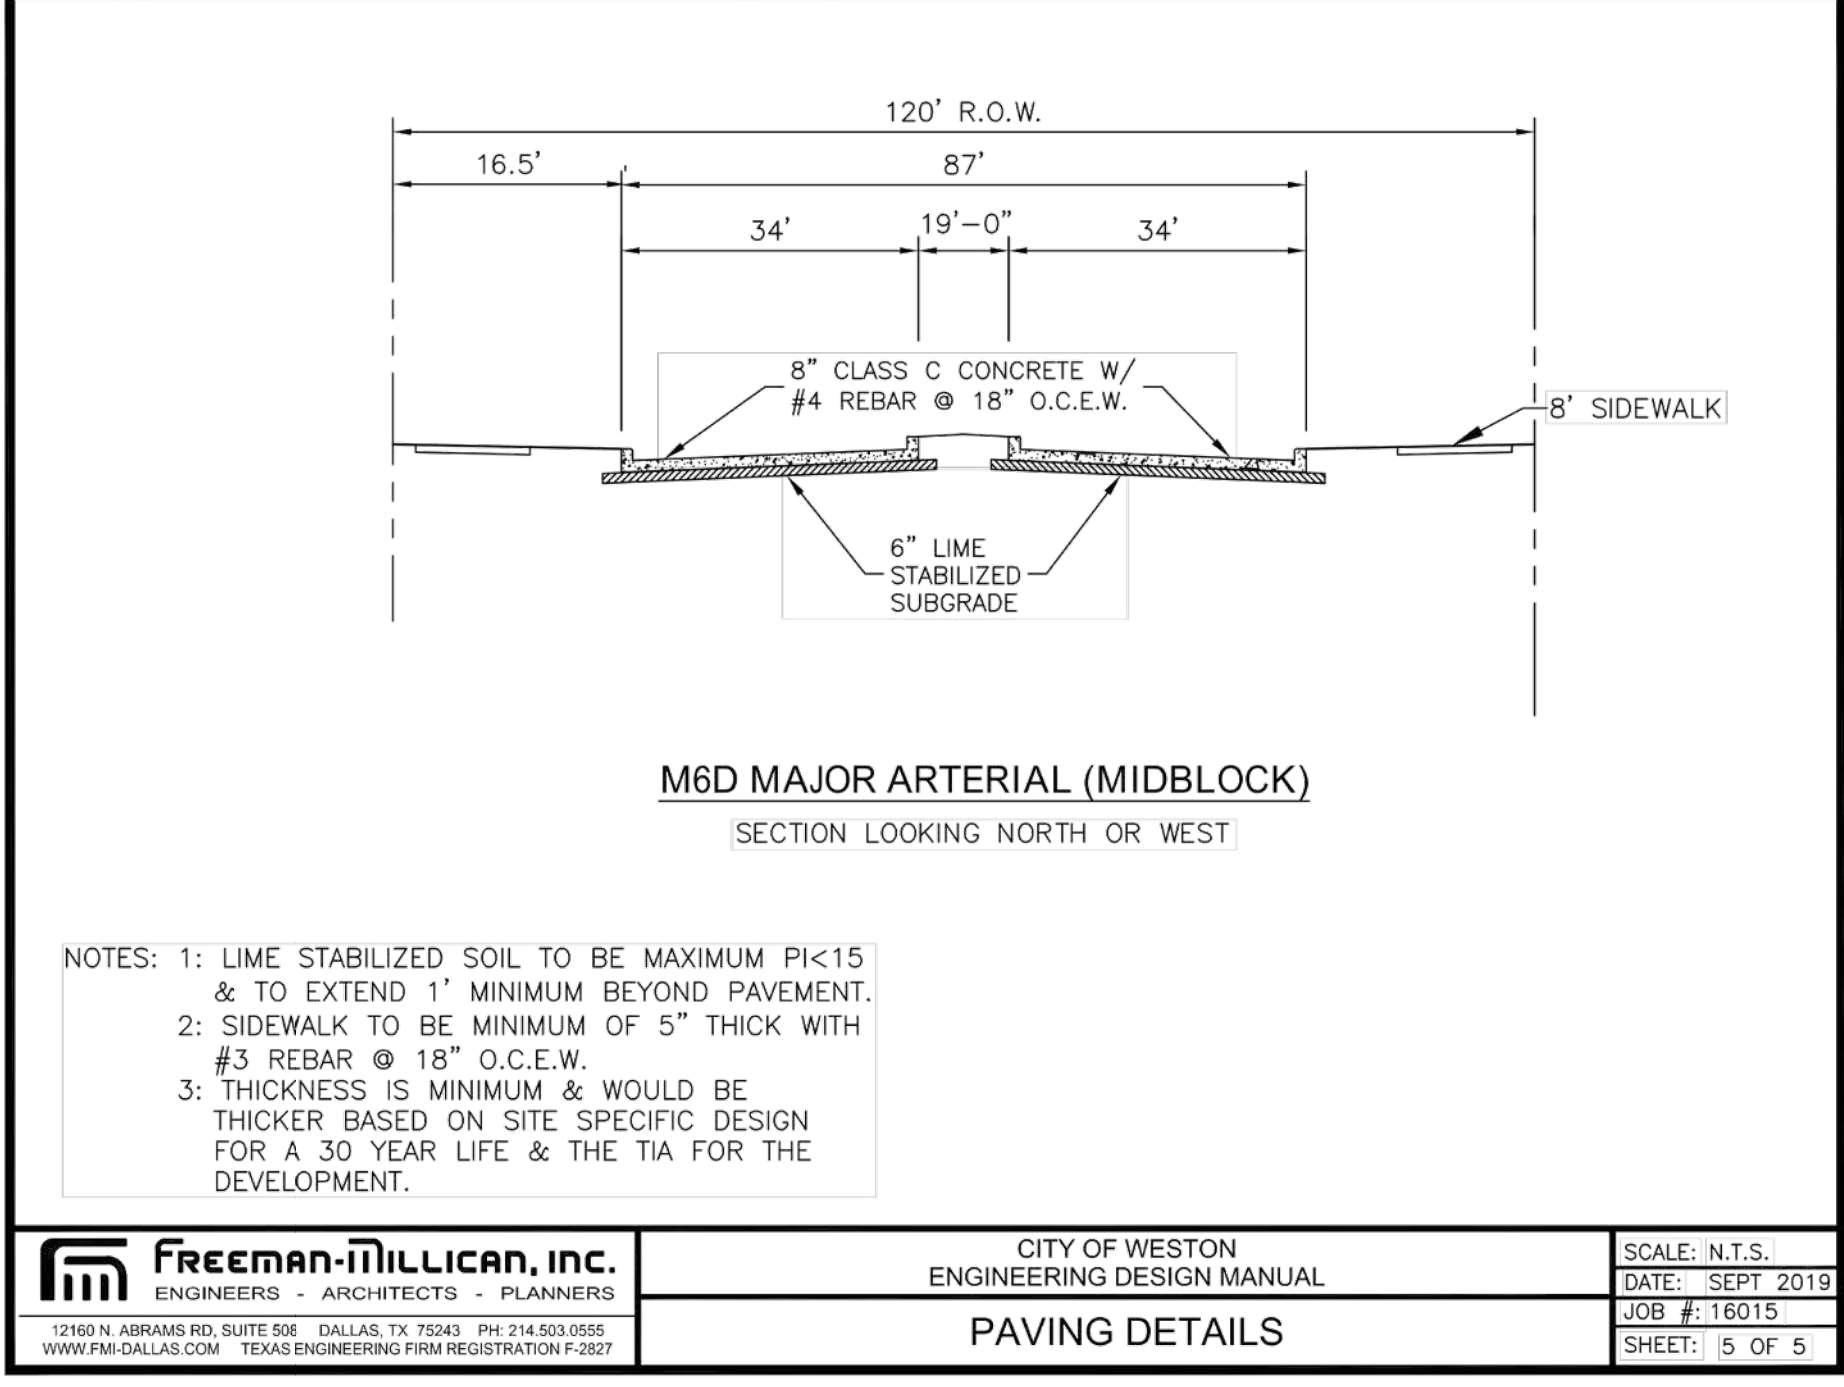 120' R.O.W.
16.5'
87'
34'
19'-0"
34'
8" CLASS C CONCRETE W/
#4 REBAR @ 18" O.C.E.W.
8' SIDEWALK
6" LIME
STABILIZED
SUBGRADE
M6D MAJOR ARTERIAL (MIDBLOCK)
SECTION LOOKING NORTH OR WEST
NOTES: 1: LIME STABILIZED SOIL TO BE MAXIMUM PI<15
& TO EXTEND 1' MINIMUM BEYOND PAVEMENT.
2: SIDEWALK TO BE MINIMUM OF 5" THICK WITH
#3 REBAR @ 18" O.C.E.W.
3: THICKNESS IS MINIMUM & WOULD BE
THICKER BASED ON SITE SPECIFIC DESIGN
FOR A 30 YEAR LIFE & THE TIA FOR THE
DEVELOPMENT.
FREEMAN-MILLICAN, INC.
ENGINEERS - ARCHITECTS - PLANNERS
12160 N. ABRAMS RD, SUITE 508 DALLAS, TX 75243 PH: 214.503.0555
WWW.FMI-DALLAS.COM TEXAS ENGINEERING FIRM REGISTRATION F-2827
CITY OF WESTON
ENGINEERING DESIGN MANUAL
PAVING DETAILS
SCALE: N.T.S.
DATE: SEPT 2019
JOB #: 16015
SHEET: 5 OF 5